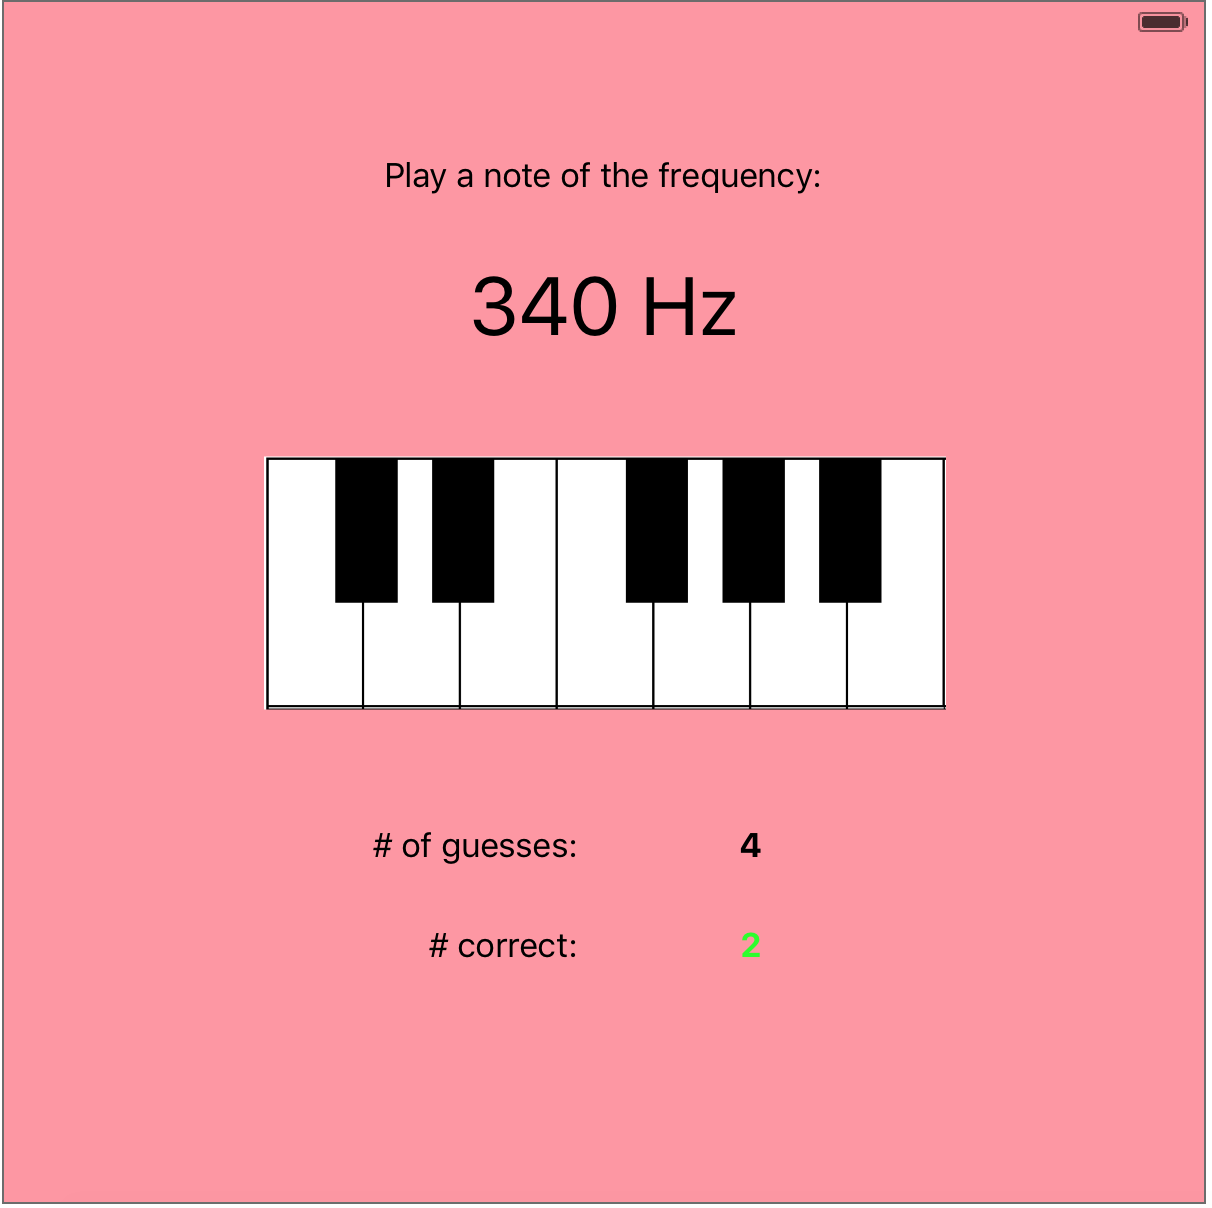 Play a note of the frequency:
340 Hz
# of guesses: 4
# correct: 2